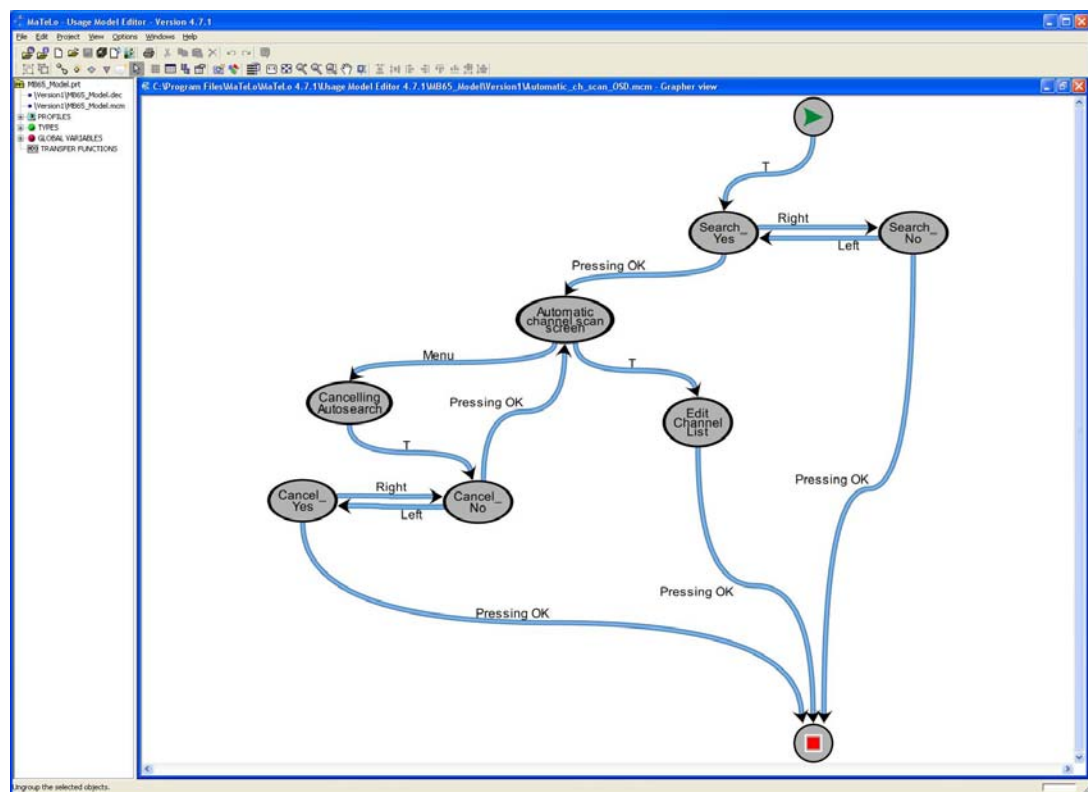 MaTeLo - Usage Model Editor - Version 4.7.1
File Edit Project View Options Windows Help
MB65_Model.prt
\Version1\MB65_Model.dec
\Version1\MB65_Model.mcm
PROFILES
TYPES
GLOBAL VARIABLES
TRANSFER FUNCTIONS
C:\Program Files\MaTeLo\MaTeLo 4.7.1\Usage Model Editor 4.7.1\MB65_Model\Version1\Automatic_ch_scan_OSD.mcm - Grapher view
T
Search_
Yes
Right
Left
Search_
No
Pressing OK
Automatic
channel scan
screen
Menu
T
Cancelling
Autosearch
Pressing OK
Edit
Channel
List
T
Cancel_
Yes
Right
Left
Cancel_
No
Pressing OK
Pressing OK
Pressing OK
Ungroup the selected objects.